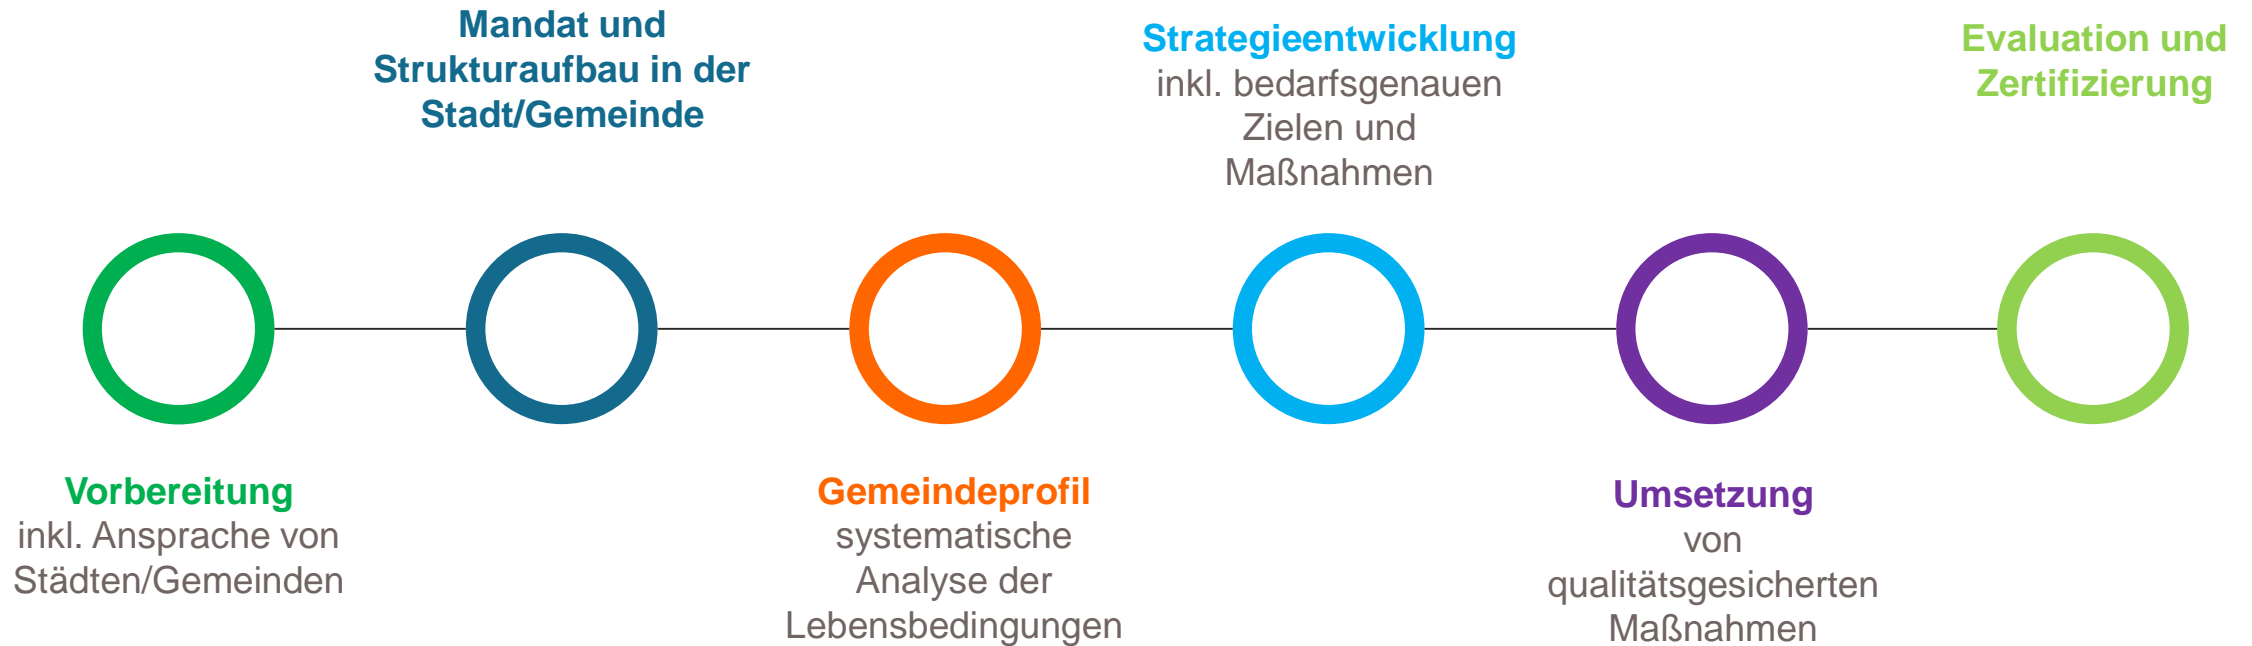 Vorbereitung
inkl. Ansprache von
Städten/Gemeinden
Mandat und
Strukturaufbau in der
Stadt/Gemeinde
Gemeindeprofil
systematische
Analyse der
Lebensbedingungen
Strategieentwicklung
inkl. bedarfsgenauen
Zielen und
Maßnahmen
Umsetzung
von
qualitätsgesicherten
Maßnahmen
Evaluation und
Zertifizierung